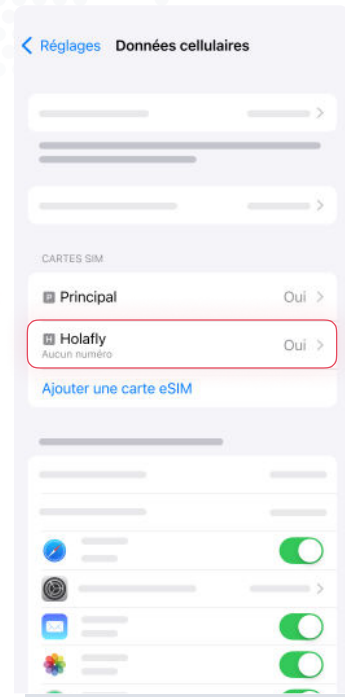 Réglages Données cellulaires
CARTES SIM
P Principal Oui
H Holafly Oui
Aucun numéro
Ajouter une carte eSIM